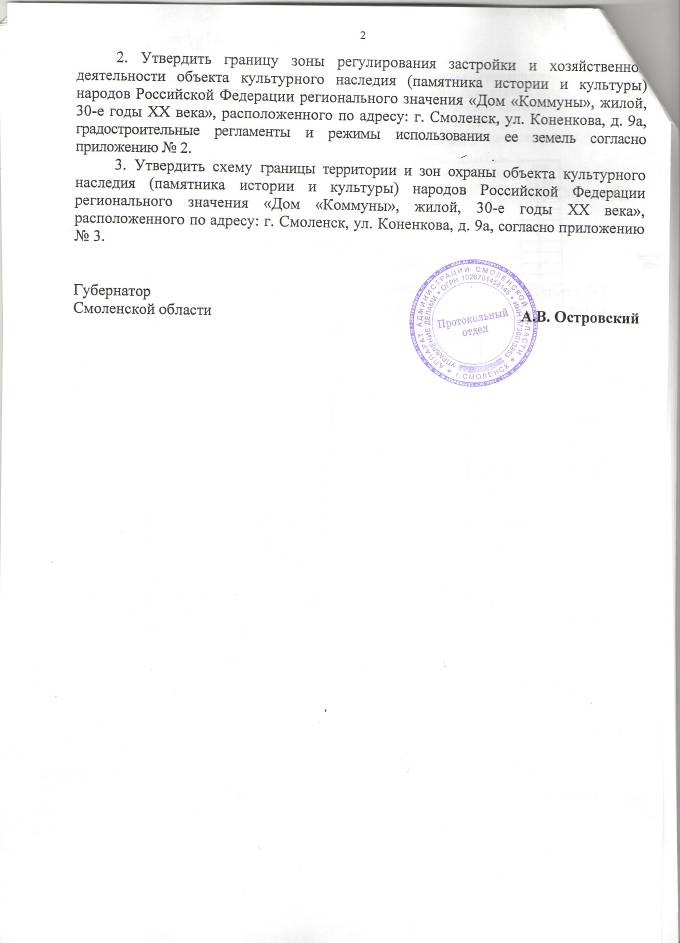 2
2. Утвердить границу зоны регулирования застройки и хозяйственно
деятельности объекта культурного наследия (памятника истории и культуры)
народов Российской Федерации регионального значения «Дом «Коммуны», жилой,
30-е годы XX века», расположенного по адресу: г. Смоленск, ул. Коненкова, д. 9а,
градостроительные регламенты и режимы использования ее земель согласно
приложению № 2.
3. Утвердить схему границы территории и зон охраны объекта культурного
наследия (памятника истории и культуры) народов Российской Федерации
регионального значения «Дом «Коммуны», жилой, 30-е годы XX века»,
расположенного по адресу: г. Смоленск, ул. Коненкова, д. 9а, согласно приложению
№ 3.
Губернатор
Смоленской области
А.В. Островский
АППАРАТ АДМИНИСТРАЦИИ СМОЛЕНСКОЙ ОБЛАСТИ
г.СМОЛЕНСК
УПРАВЛЕНИЕ ДЕЛАМИ ОГРН ИНН
Протокольный
отдел